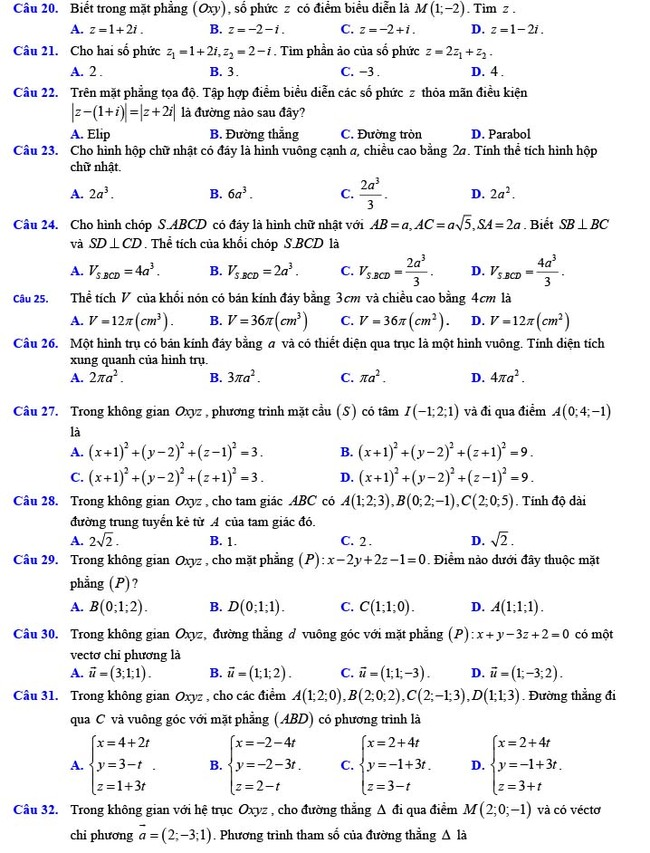 Câu 20. Biết trong mặt phẳng (Oxy), số phức z có điểm biểu diễn là M(1;−2). Tìm z.
A. z = 1+2i. B. z = −2−i. C. z = −2+i. D. z = 1−2i.
Câu 21. Cho hai số phức z₁ = 1+2i, z₂ = 2−i. Tìm phần ảo của số phức z = 2z₁ + z₂.
A. 2. B. 3. C. −3. D. 4.
Câu 22. Trên mặt phẳng tọa độ. Tập hợp điểm biểu diễn các số phức z thỏa mãn điều kiện
|z−(1+i)| = |z+2i| là đường nào sau đây?
A. Elip B. Đường thẳng C. Đường tròn D. Parabol
Câu 23. Cho hình hộp chữ nhật có đáy là hình vuông cạnh a, chiều cao bằng 2a. Tính thể tích hình hộp
chữ nhật.
A. 2a³. B. 6a³. C. 2a³/3. D. 2a².
Câu 24. Cho hình chóp S.ABCD có đáy là hình chữ nhật với AB = a, AC = a√5, SA = 2a. Biết SB ⊥ BC
và SD ⊥ CD. Thể tích của khối chóp S.BCD là
A. V_{S.BCD} = 4a³. B. V_{S.BCD} = 2a³. C. V_{S.BCD} = 2a³/3. D. V_{S.BCD} = 4a³/3.
Câu 25. Thể tích V của khối nón có bán kính đáy bằng 3cm và chiều cao bằng 4cm là
A. V = 12π(cm³). B. V = 36π(cm³) C. V = 36π(cm²). D. V = 12π(cm²)
Câu 26. Một hình trụ có bán kính đáy bằng a và có thiết diện qua trục là một hình vuông. Tính diện tích
xung quanh của hình trụ.
A. 2πa². B. 3πa². C. πa². D. 4πa².
Câu 27. Trong không gian Oxyz, phương trình mặt cầu (S) có tâm I(−1;2;1) và đi qua điểm A(0;4;−1)
là
A. (x+1)² + (y−2)² + (z−1)² = 3. B. (x+1)² + (y−2)² + (z+1)² = 9.
C. (x+1)² + (y−2)² + (z+1)² = 3. D. (x+1)² + (y−2)² + (z−1)² = 9.
Câu 28. Trong không gian Oxyz, cho tam giác ABC có A(1;2;3), B(0;2;−1), C(2;0;5). Tính độ dài
đường trung tuyến kẻ từ A của tam giác đó.
A. 2√2. B. 1. C. 2. D. √2.
Câu 29. Trong không gian Oxyz, cho mặt phẳng (P): x−2y+2z−1 = 0. Điểm nào dưới đây thuộc mặt
phẳng (P)?
A. B(0;1;2). B. D(0;1;1). C. C(1;1;0). D. A(1;1;1).
Câu 30. Trong không gian Oxyz, đường thẳng d vuông góc với mặt phẳng (P): x+y−3z+2 = 0 có một
vectơ chỉ phương là
A. u⃗ = (3;1;1). B. u⃗ = (1;1;2). C. u⃗ = (1;1;−3). D. u⃗ = (1;−3;2).
Câu 31. Trong không gian Oxyz, cho các điểm A(1;2;0), B(2;0;2), C(2;−1;3), D(1;1;3). Đường thẳng đi
qua C và vuông góc với mặt phẳng (ABD) có phương trình là
A. {x = 4+2t; y = 3−t; z = 1+3t. B. {x = −2−4t; y = −2−3t; z = 2−t. C. {x = 2+4t; y = −1+3t; z = 3−t. D. {x = 2+4t; y = −1+3t; z = 3+t.
Câu 32. Trong không gian với hệ trục Oxyz, cho đường thẳng Δ đi qua điểm M(2;0;−1) và có véctơ
chỉ phương a⃗ = (2;−3;1). Phương trình tham số của đường thẳng Δ là